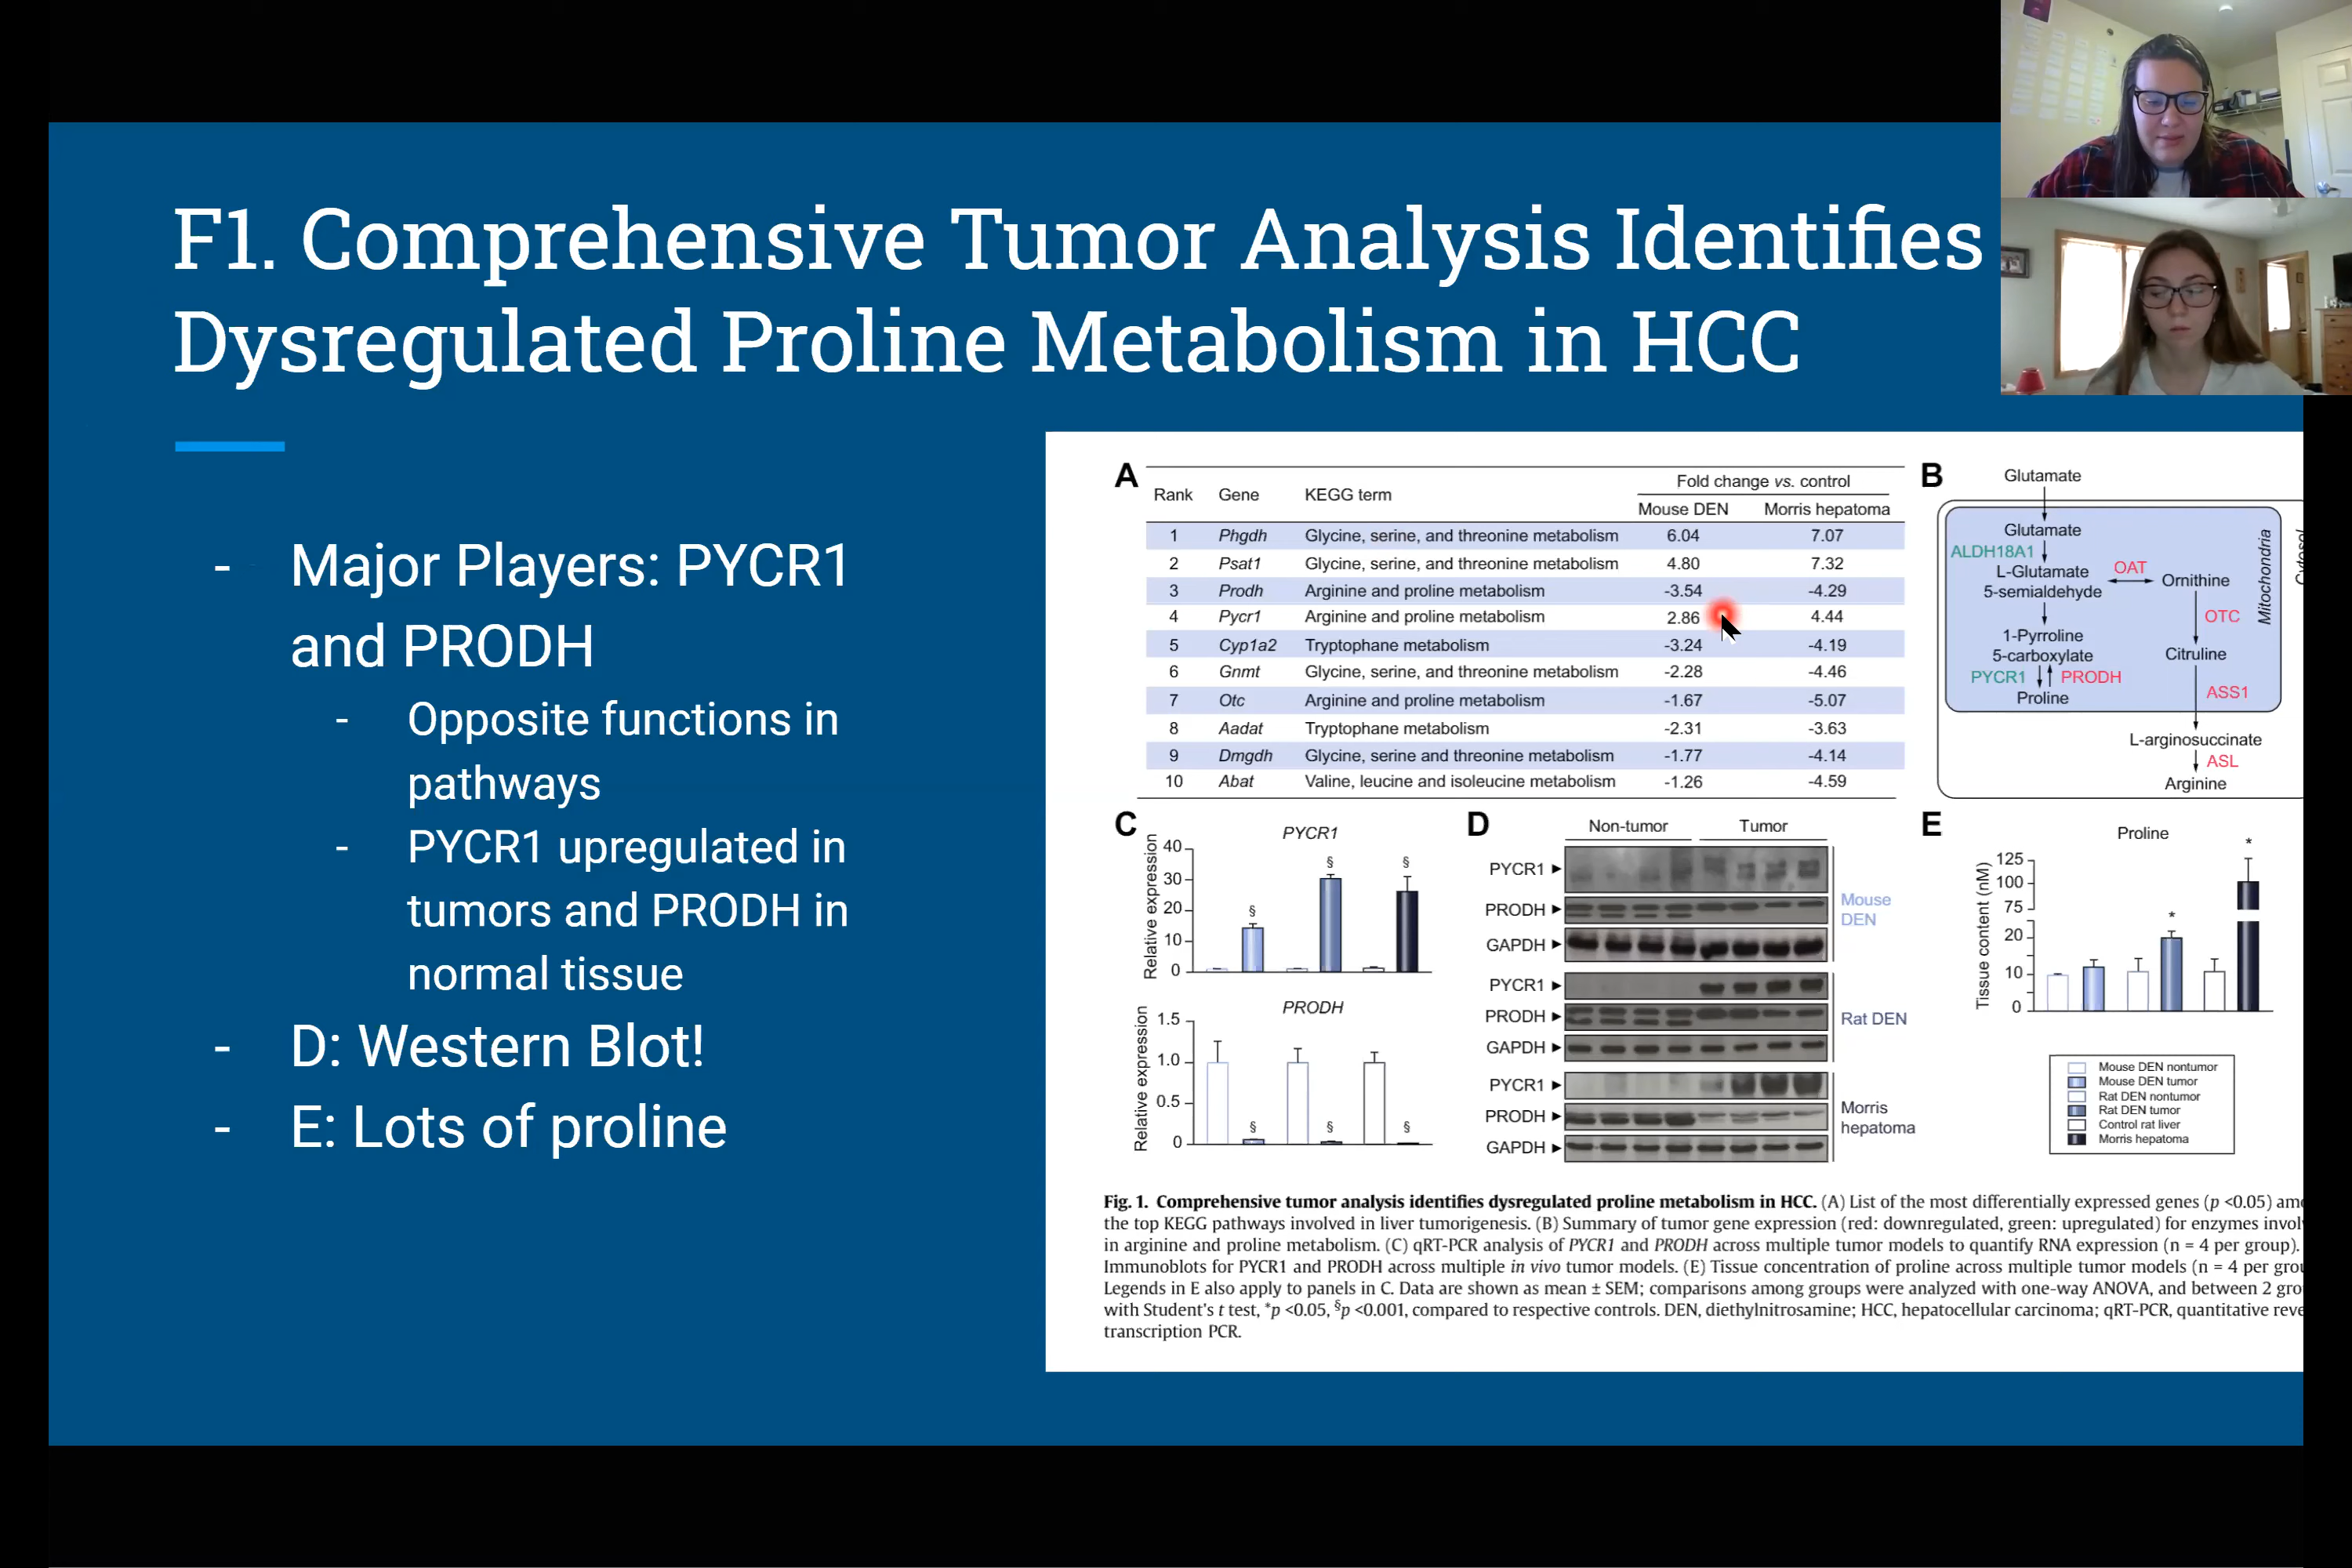 F1. Comprehensive Tumor Analysis Identifies
Dysregulated Proline Metabolism in HCC
- Major Players: PYCR1
and PRODH
- Opposite functions in
pathways
- PYCR1 upregulated in
tumors and PRODH in
normal tissue
- D: Western Blot!
- E: Lots of proline
A
Rank Gene KEGG term Fold change vs. control
Mouse DEN Morris hepatoma
1 Phgdh Glycine, serine, and threonine metabolism 6.04 7.07
2 Psat1 Glycine, serine, and threonine metabolism 4.80 7.32
3 Prodh Arginine and proline metabolism -3.54 -4.29
4 Pycr1 Arginine and proline metabolism 2.86 4.44
5 Cyp1a2 Tryptophane metabolism -3.24 -4.19
6 Gnmt Glycine, serine, and threonine metabolism -2.28 -4.46
7 Otc Arginine and proline metabolism -1.67 -5.07
8 Aadat Tryptophane metabolism -2.31 -3.63
9 Dmgdh Glycine, serine and threonine metabolism -1.77 -4.14
10 Abat Valine, leucine and isoleucine metabolism -1.26 -4.59
B
Glutamate
Glutamate
ALDH18A1
L-Glutamate
5-semialdehyde
OAT
Ornithine
OTC
1-Pyrroline
5-carboxylate
Citruline
PYCR1 PRODH
Proline
ASS1
L-arginosuccinate
ASL
Arginine
Mitochondria
C
PYCR1
Relative expression
40
30
20
10
0
§ § §
PRODH
Relative expression
1.5
1.0
0.5
0
§ § §
D
Non-tumor Tumor
PYCR1
PRODH
GAPDH
Mouse
DEN
PYCR1
PRODH
GAPDH
Rat DEN
PYCR1
PRODH
GAPDH
Morris
hepatoma
E
Proline
Tissue content (nM)
125
100
75
20
10
0
* *
Mouse DEN nontumor
Mouse DEN tumor
Rat DEN nontumor
Rat DEN tumor
Control rat liver
Morris hepatoma
Fig. 1. Comprehensive tumor analysis identifies dysregulated proline metabolism in HCC. (A) List of the most differentially expressed genes (p <0.05)
the top KEGG pathways involved in liver tumorigenesis. (B) Summary of tumor gene expression (red: downregulated, green: upregulated) for enzymes
in arginine and proline metabolism. (C) qRT-PCR analysis of PYCR1 and PRODH across multiple tumor models to quantify RNA expression (n = 4 per group).
Immunoblots for PYCR1 and PRODH across multiple in vivo tumor models. (E) Tissue concentration of proline across multiple tumor models (n = 4 per
Legends in E also apply to panels in C. Data are shown as mean ± SEM; comparisons among groups were analyzed with one-way ANOVA, and between 2
with Student's t test, *p <0.05, §p <0.001, compared to respective controls. DEN, diethylnitrosamine; HCC, hepatocellular carcinoma; qRT-PCR, quantitative
transcription PCR.